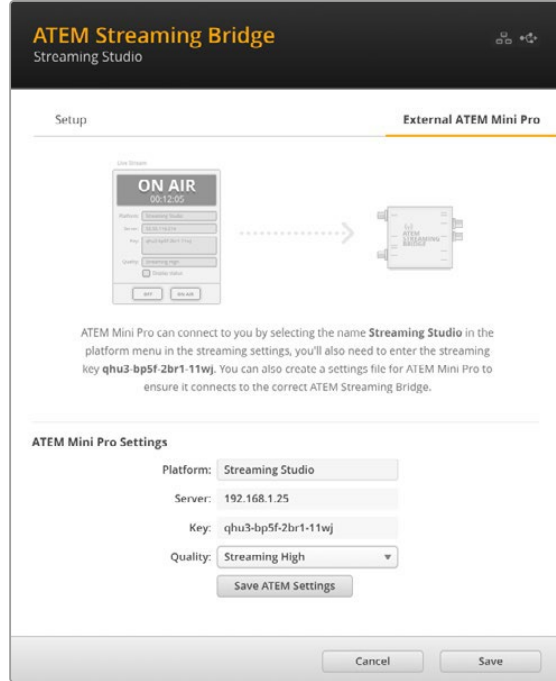 ATEM Streaming Bridge
Streaming Studio
Setup
External ATEM Mini Pro
Live Stream
ON AIR
00:12:05
Platform: Streaming Studio
Server:
Key:
Quality: Streaming High
Display status
OFF
ON AIR
ATEM
STREAMING
BRIDGE
ATEM Mini Pro can connect to you by selecting the name Streaming Studio in the
platform menu in the streaming settings, you'll also need to enter the streaming
key qhu3-bp5f-2br1-11wj. You can also create a settings file for ATEM Mini Pro to
ensure it connects to the correct ATEM Streaming Bridge.
ATEM Mini Pro Settings
Platform: Streaming Studio
Server: 192.168.1.25
Key: qhu3-bp5f-2br1-11wj
Quality: Streaming High
Save ATEM Settings
Cancel
Save